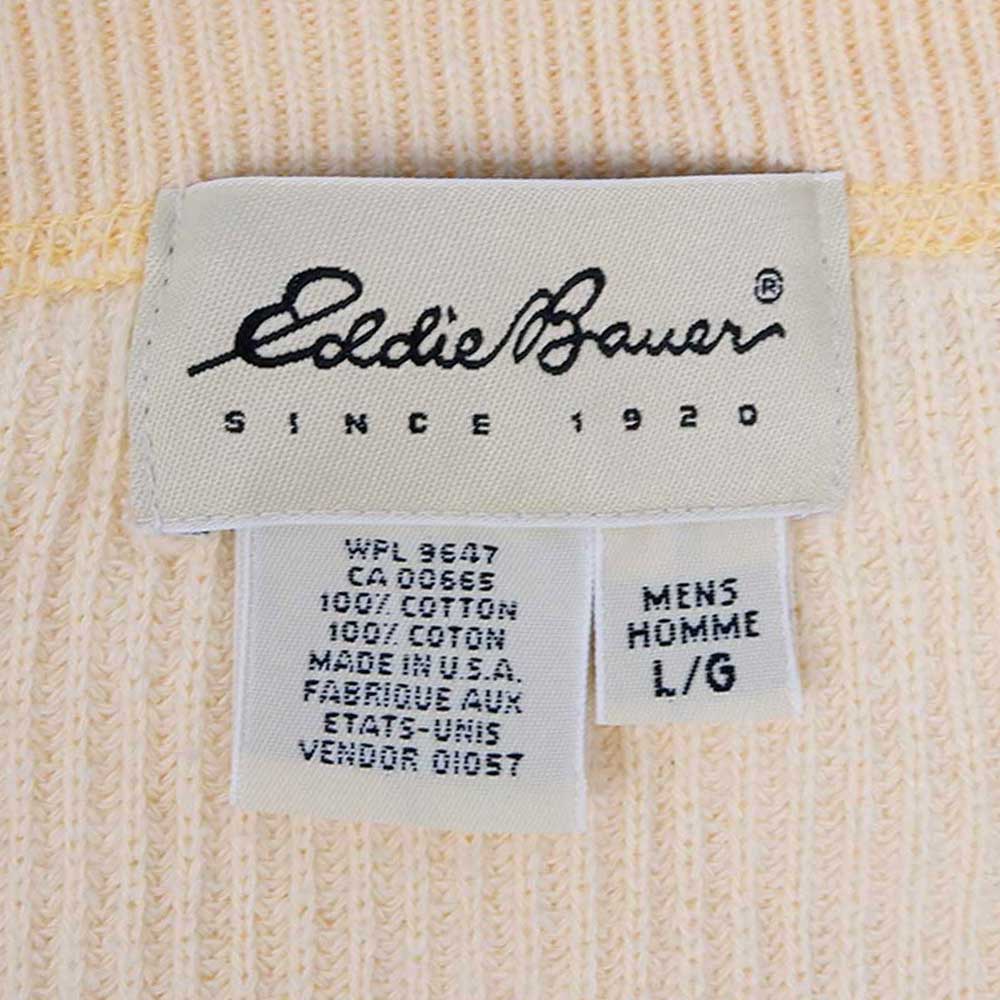 Eddie Bauer®
SINCE 1920
WPL 9647
CA 00665
100% COTTON
100% COTON
MADE IN U.S.A.
FABRIQUE AUX
ETATS-UNIS
VENDOR 01057
MENS
HOMME
L/G